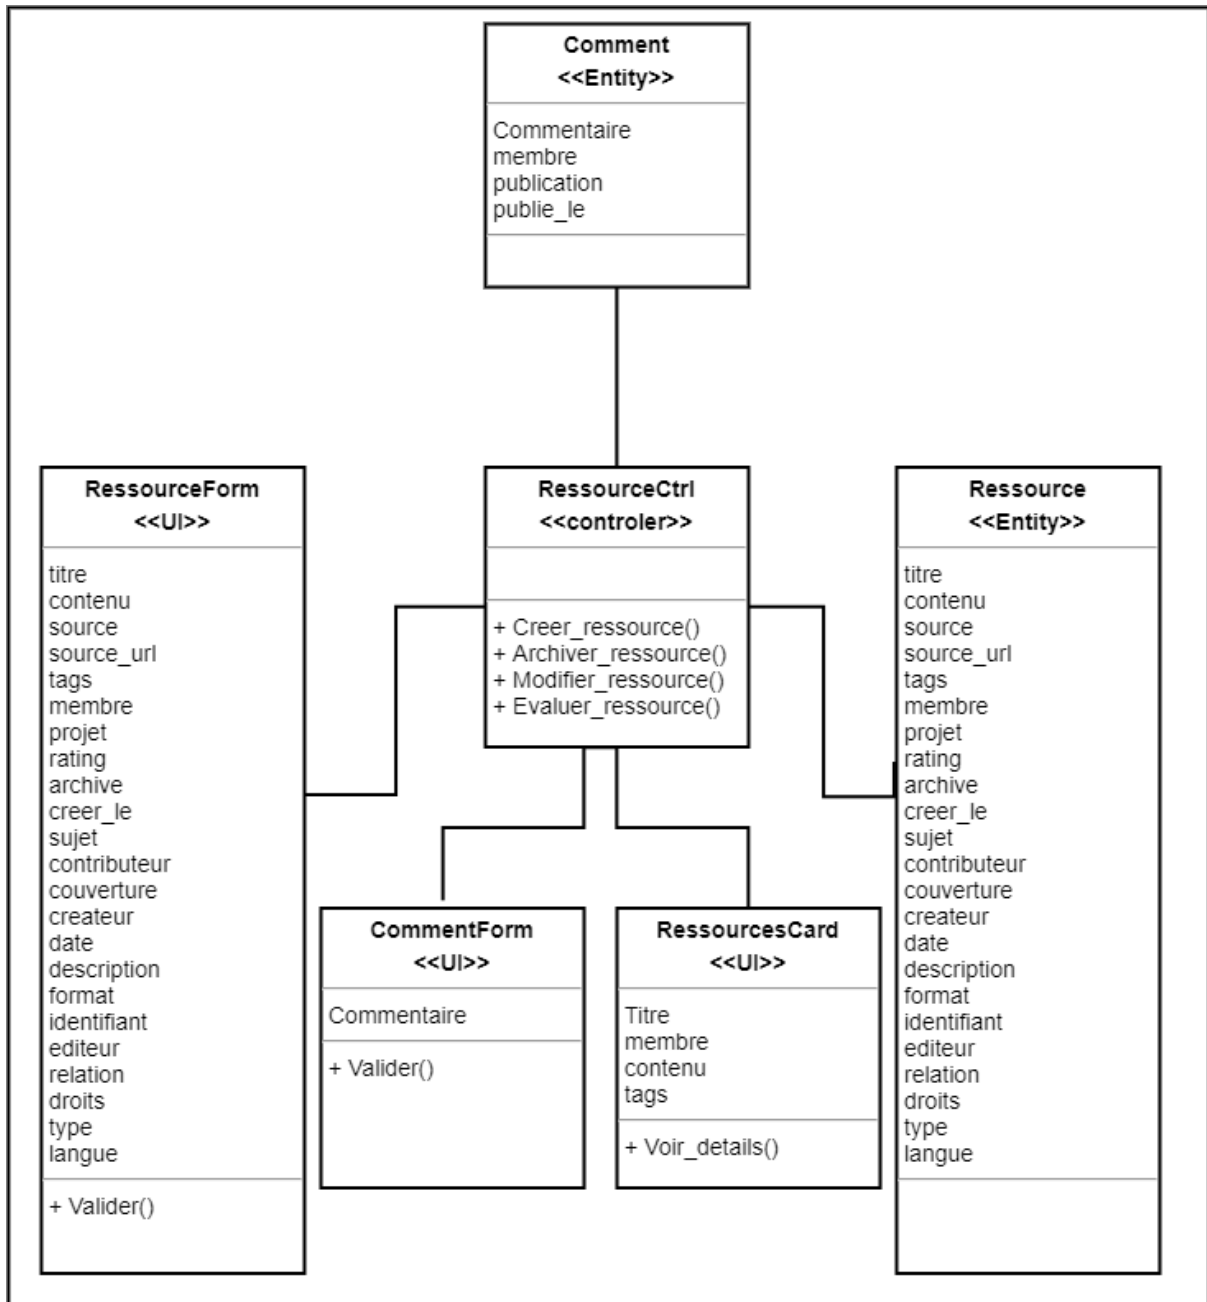 Comment
<<Entity>>
Commentaire
membre
publication
publie_le
RessourceForm
<<UI>>
titre
contenu
source
source_url
tags
membre
projet
rating
archive
creer_le
sujet
contributeur
couverture
createur
date
description
format
identifiant
editeur
relation
droits
type
langue
+ Valider()
RessourceCtrl
<<controler>>
+ Creer_ressource()
+ Archiver_ressource()
+ Modifier_ressource()
+ Evaluer_ressource()
Ressource
<<Entity>>
titre
contenu
source
source_url
tags
membre
projet
rating
archive
creer_le
sujet
contributeur
couverture
createur
date
description
format
identifiant
editeur
relation
droits
type
langue
CommentForm
<<UI>>
Commentaire
+ Valider()
RessourcesCard
<<UI>>
Titre
membre
contenu
tags
+ Voir_details()